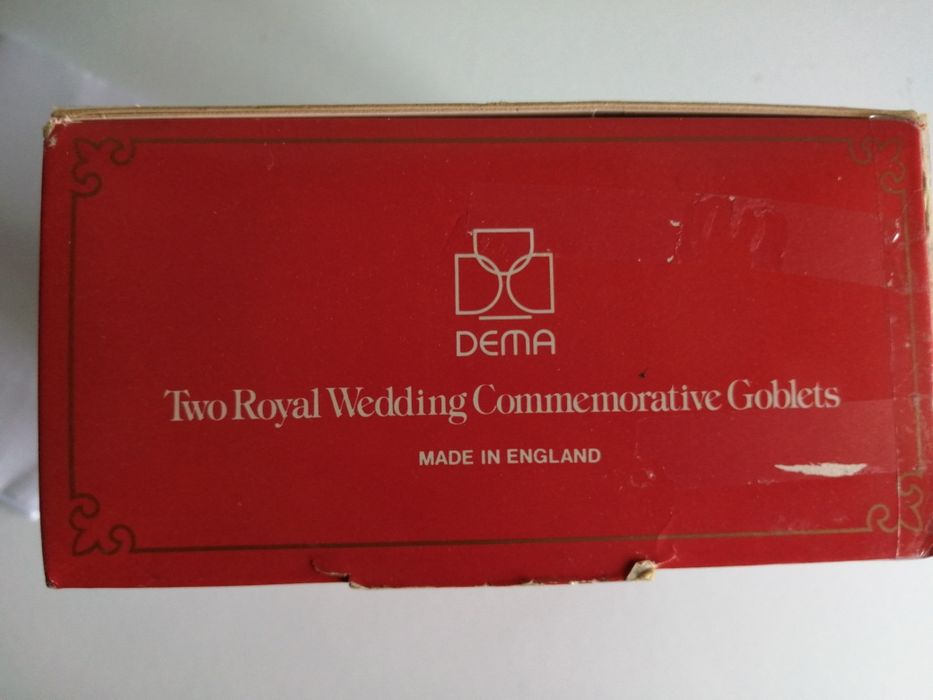 DEMA
Two Royal Wedding Commemorative Goblets
MADE IN ENGLAND